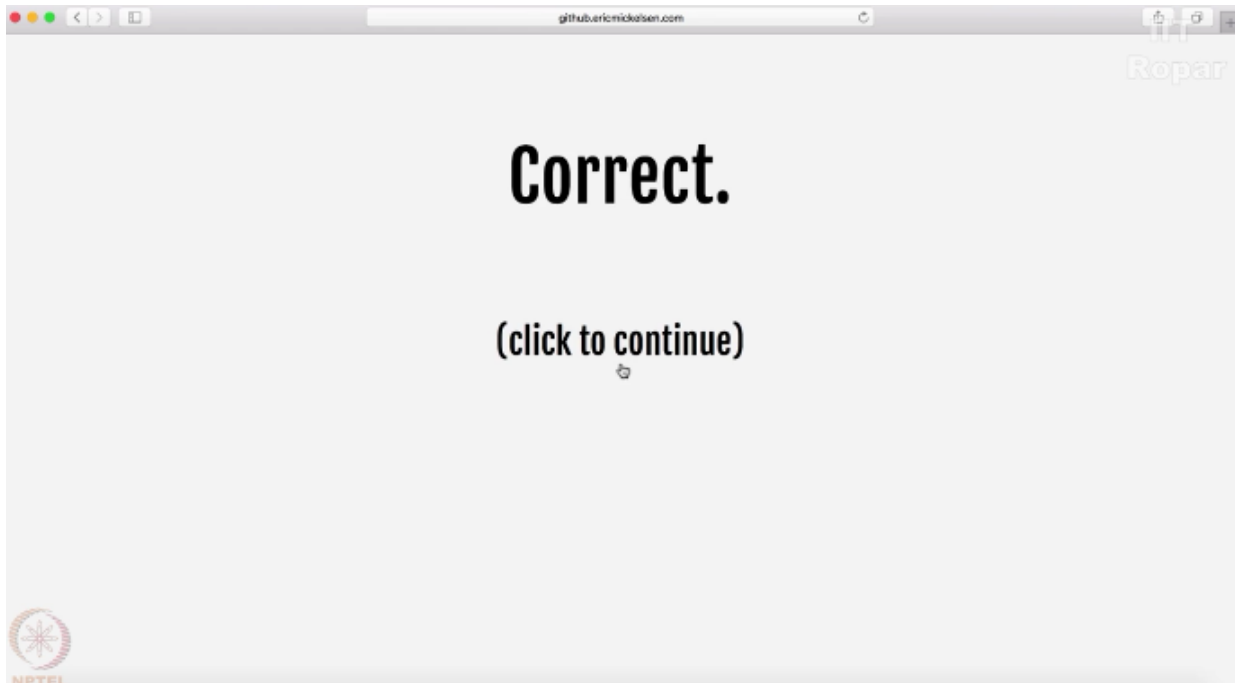 github.ericmickelsen.com
IIT
Ropar
Correct.
(click to continue)
NPTEL